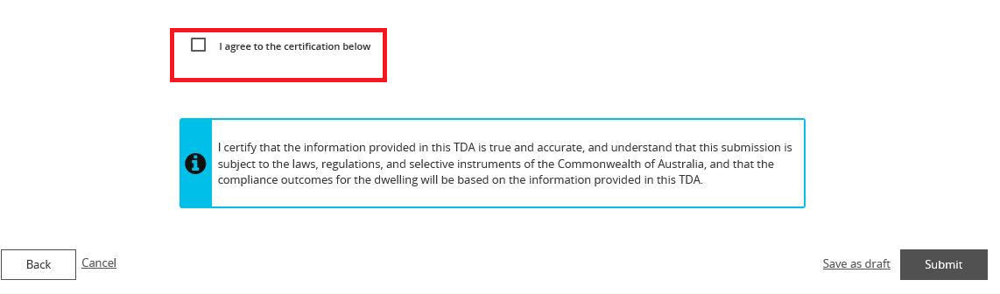 I agree to the certification below
I certify that the information provided in this TDA is true and accurate, and understand that this submission is
subject to the laws, regulations, and selective instruments of the Commonwealth of Australia, and that the
compliance outcomes for the dwelling will be based on the information provided in this TDA.
Back Cancel Save as draft Submit